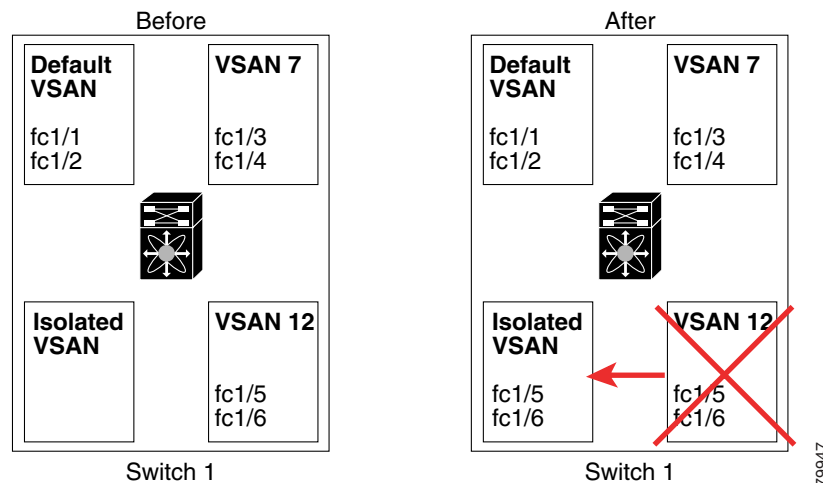 Before
Default
VSAN
fc1/1
fc1/2
VSAN 7
fc1/3
fc1/4
Isolated
VSAN
VSAN 12
fc1/5
fc1/6
Switch 1
After
Default
VSAN
fc1/1
fc1/2
VSAN 7
fc1/3
fc1/4
Isolated
VSAN
fc1/5
fc1/6
VSAN 12
fc1/5
fc1/6
Switch 1
79947